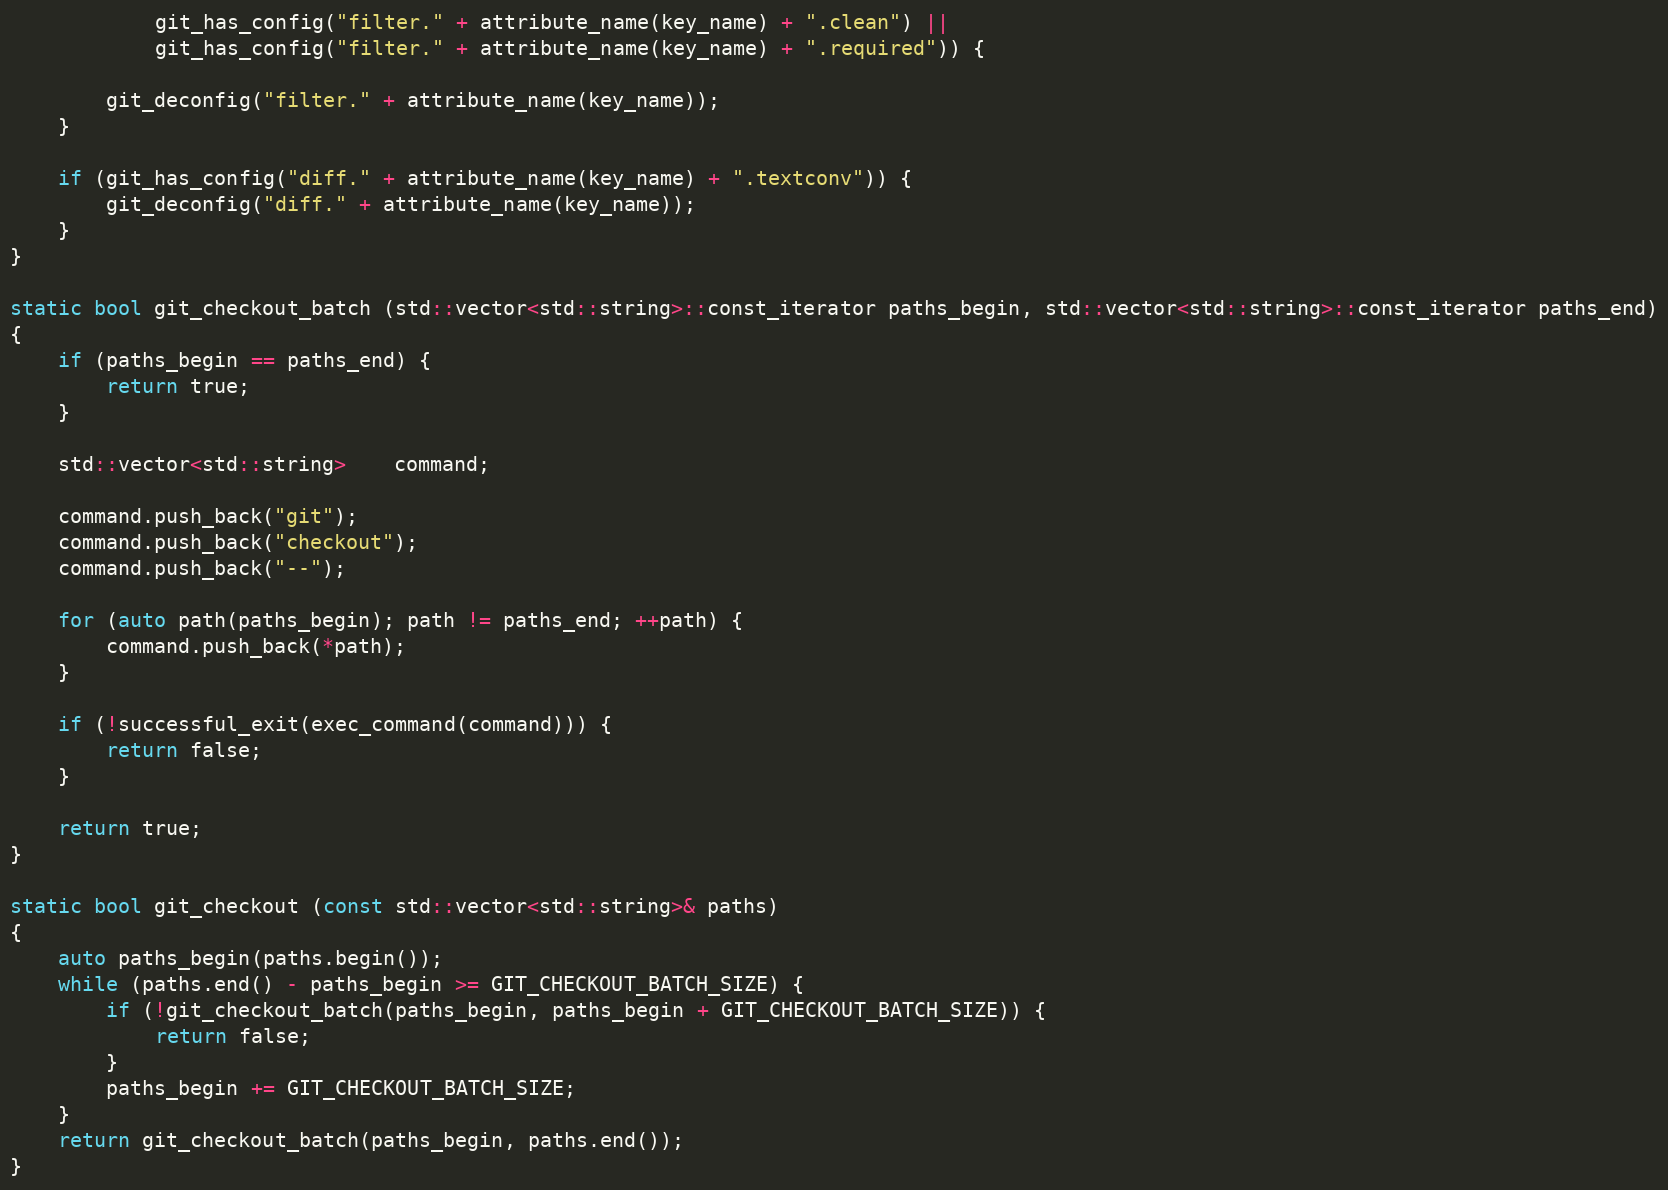 git_has_config("filter." + attribute_name(key_name) + ".clean") ||
            git_has_config("filter." + attribute_name(key_name) + ".required")) {

        git_deconfig("filter." + attribute_name(key_name));
    }

    if (git_has_config("diff." + attribute_name(key_name) + ".textconv")) {
        git_deconfig("diff." + attribute_name(key_name));
    }
}

static bool git_checkout_batch (std::vector<std::string>::const_iterator paths_begin, std::vector<std::string>::const_iterator paths_end)
{
    if (paths_begin == paths_end) {
        return true;
    }

    std::vector<std::string>    command;

    command.push_back("git");
    command.push_back("checkout");
    command.push_back("--");

    for (auto path(paths_begin); path != paths_end; ++path) {
        command.push_back(*path);
    }

    if (!successful_exit(exec_command(command))) {
        return false;
    }

    return true;
}

static bool git_checkout (const std::vector<std::string>& paths)
{
    auto paths_begin(paths.begin());
    while (paths.end() - paths_begin >= GIT_CHECKOUT_BATCH_SIZE) {
        if (!git_checkout_batch(paths_begin, paths_begin + GIT_CHECKOUT_BATCH_SIZE)) {
            return false;
        }
        paths_begin += GIT_CHECKOUT_BATCH_SIZE;
    }
    return git_checkout_batch(paths_begin, paths.end());
}